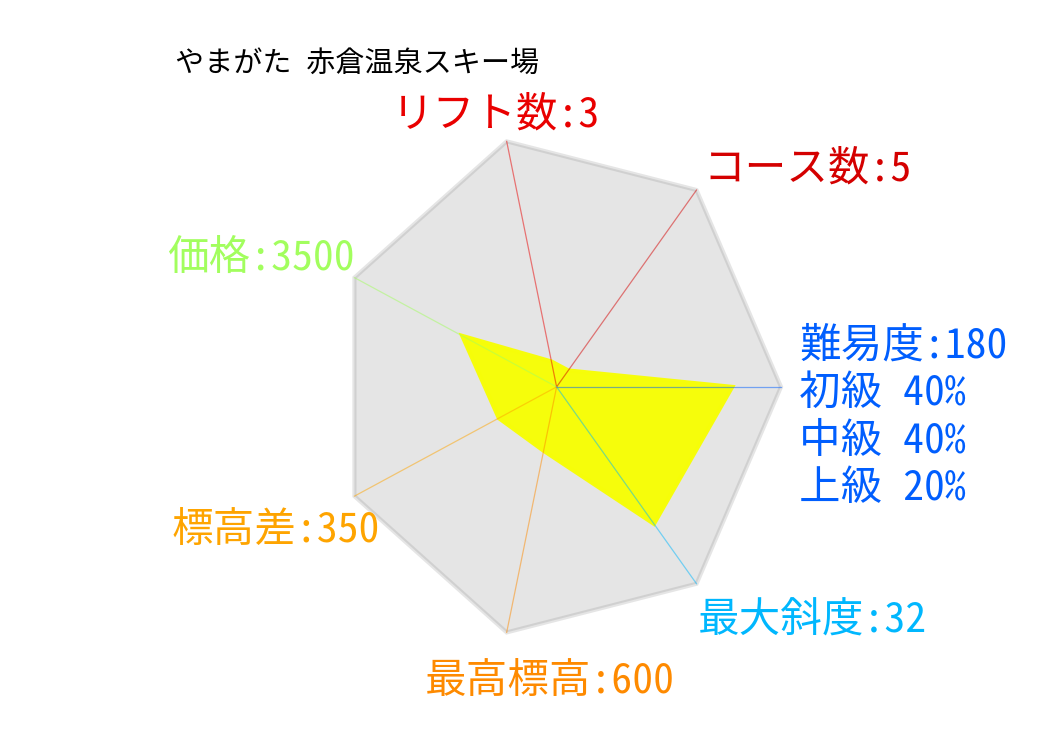 やまがた 赤倉温泉スキー場
リフト数:3
コース数:5
価格:3500
難易度:180
初級 40%
中級 40%
上級 20%
標高差:350
最大斜度:32
最高標高:600